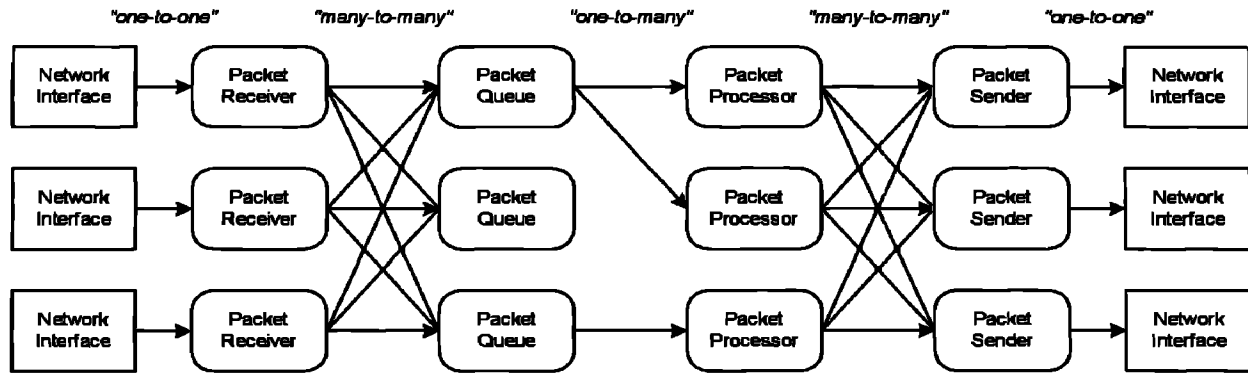 "one-to-one" "many-to-many" "one-to-many" "many-to-many" "one-to-one"
Network Packet Packet Packet Packet Network
Interface Receiver Queue Processor Sender Interface
Network Packet Packet Packet Packet Network
Interface Receiver Queue Processor Sender Interface
Network Packet Packet Packet Packet Network
Interface Receiver Queue Processor Sender Interface